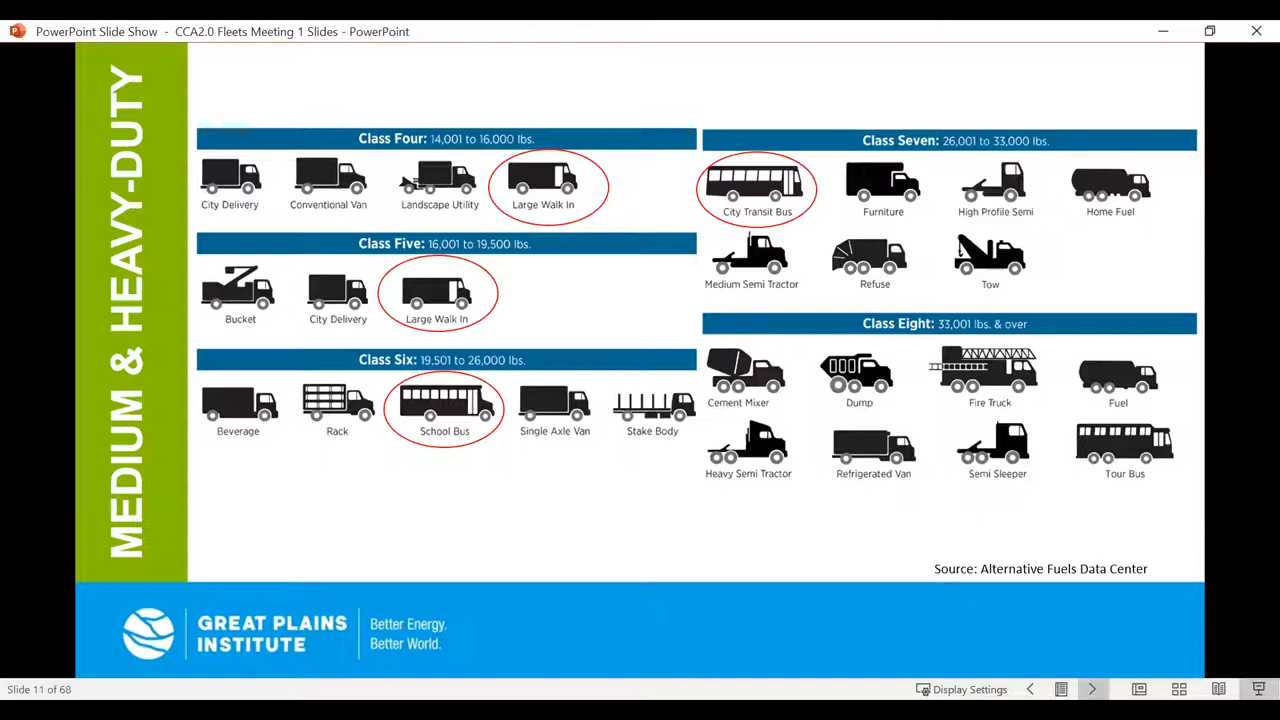 PowerPoint Slide Show - CCA2.0 Fleets Meeting 1 Slides - PowerPoint
MEDIUM & HEAVY-DUTY
Class Four: 14,001 to 16,000 lbs.
City Delivery
Conventional Van
Landscape Utility
Large Walk In
Class Five: 16,001 to 19,500 lbs.
Bucket
City Delivery
Large Walk In
Class Six: 19,501 to 26,000 lbs.
Beverage
Rack
School Bus
Single Axle Van
Stake Body
Class Seven: 26,001 to 33,000 lbs.
City Transit Bus
Furniture
High Profile Semi
Home Fuel
Medium Semi Tractor
Refuse
Tow
Class Eight: 33,001 lbs. & over
Cement Mixer
Dump
Fire Truck
Fuel
Heavy Semi Tractor
Refrigerated Van
Semi Sleeper
Tour Bus
Source: Alternative Fuels Data Center
GREAT PLAINS
INSTITUTE
Better Energy.
Better World.
Slide 11 of 68
Display Settings